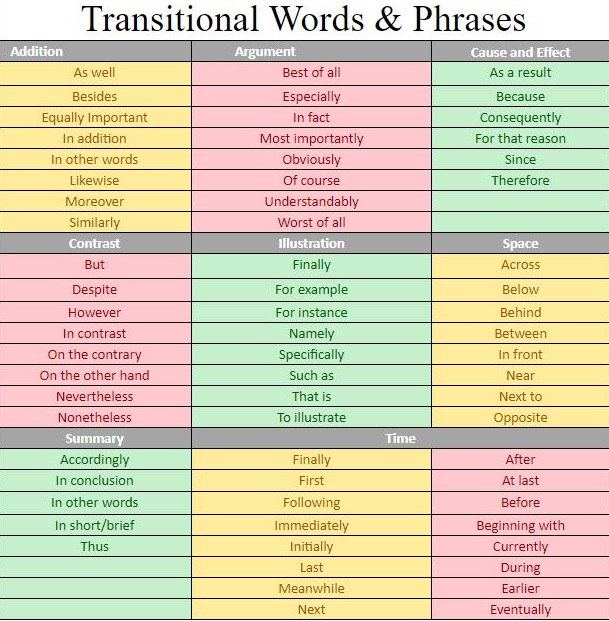 Transitional Words & Phrases
Addition Argument Cause and Effect
As well Best of all As a result
Besides Especially Because
Equally Important In fact Consequently
In addition Most importantly For that reason
In other words Obviously Since
Likewise Of course Therefore
Moreover Understandably
Similarly Worst of all
Contrast Illustration Space
But Finally Across
Despite For example Below
However For instance Behind
In contrast Namely Between
On the contrary Specifically In front
On the other hand Such as Near
Nevertheless That is Next to
Nonetheless To illustrate Opposite
Summary Time
Accordingly Finally After
In conclusion First At last
In other words Following Before
In short/brief Immediately Beginning with
Thus Initially Currently
Last During
Meanwhile Earlier
Next Eventually